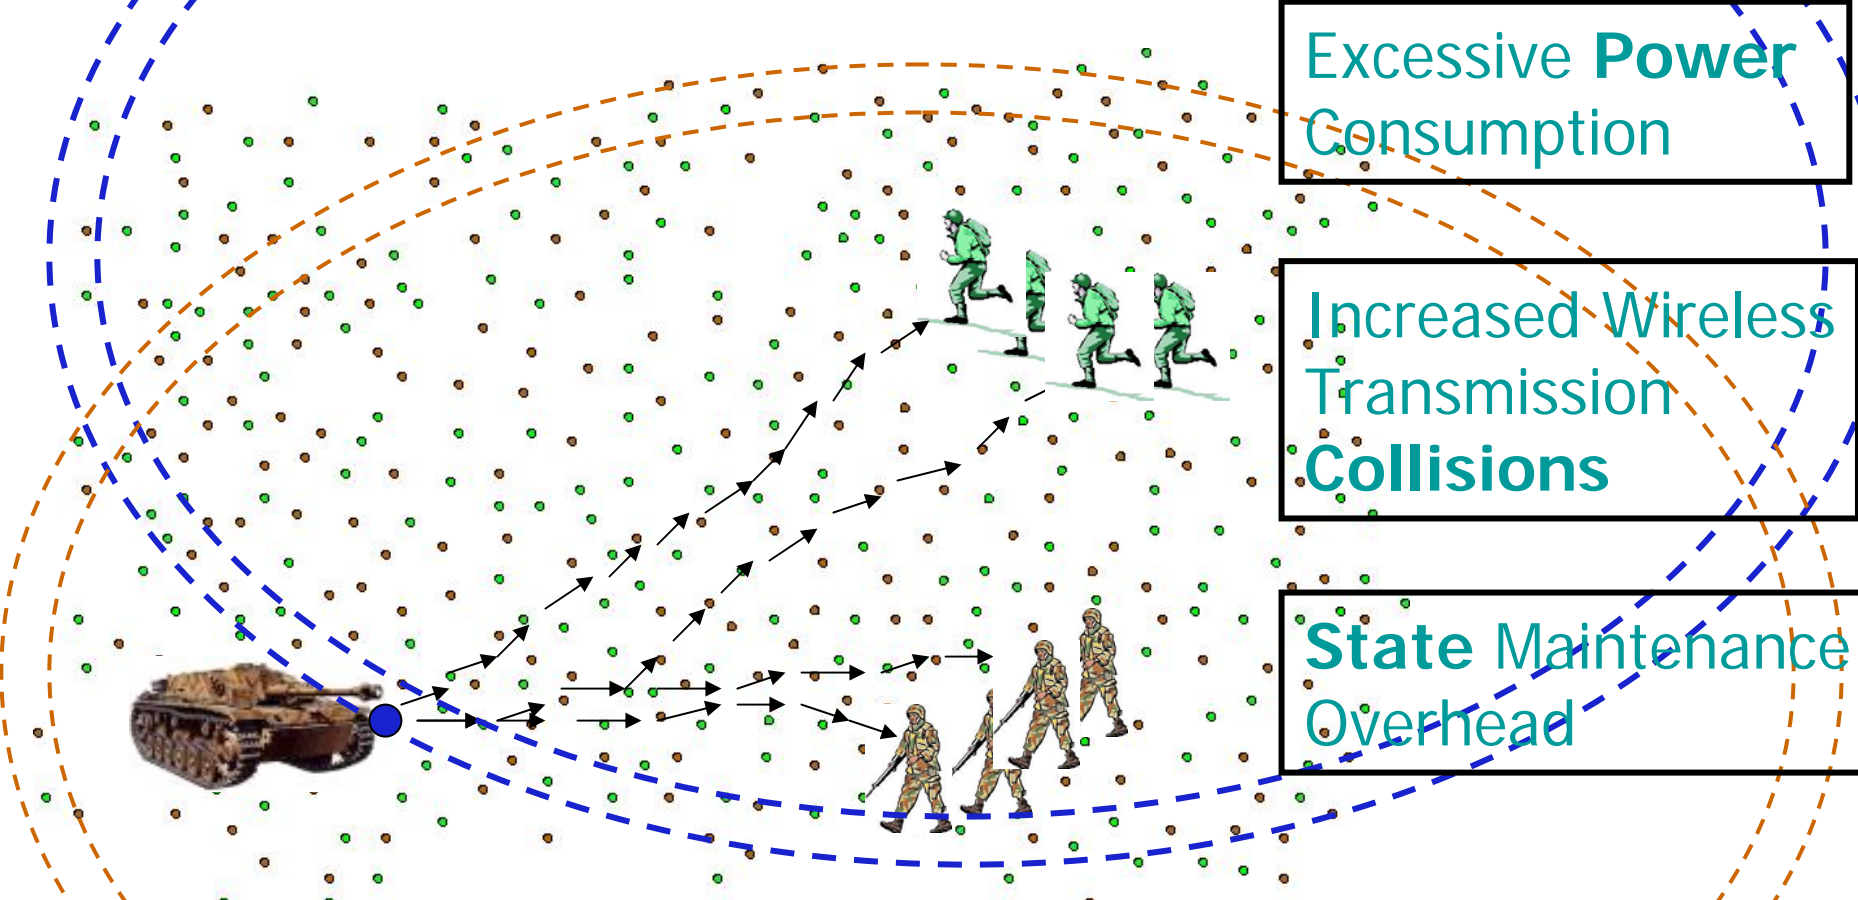 Excessive Power
Consumption
Increased Wireless
Transmission
Collisions
State Maintenance
Overhead